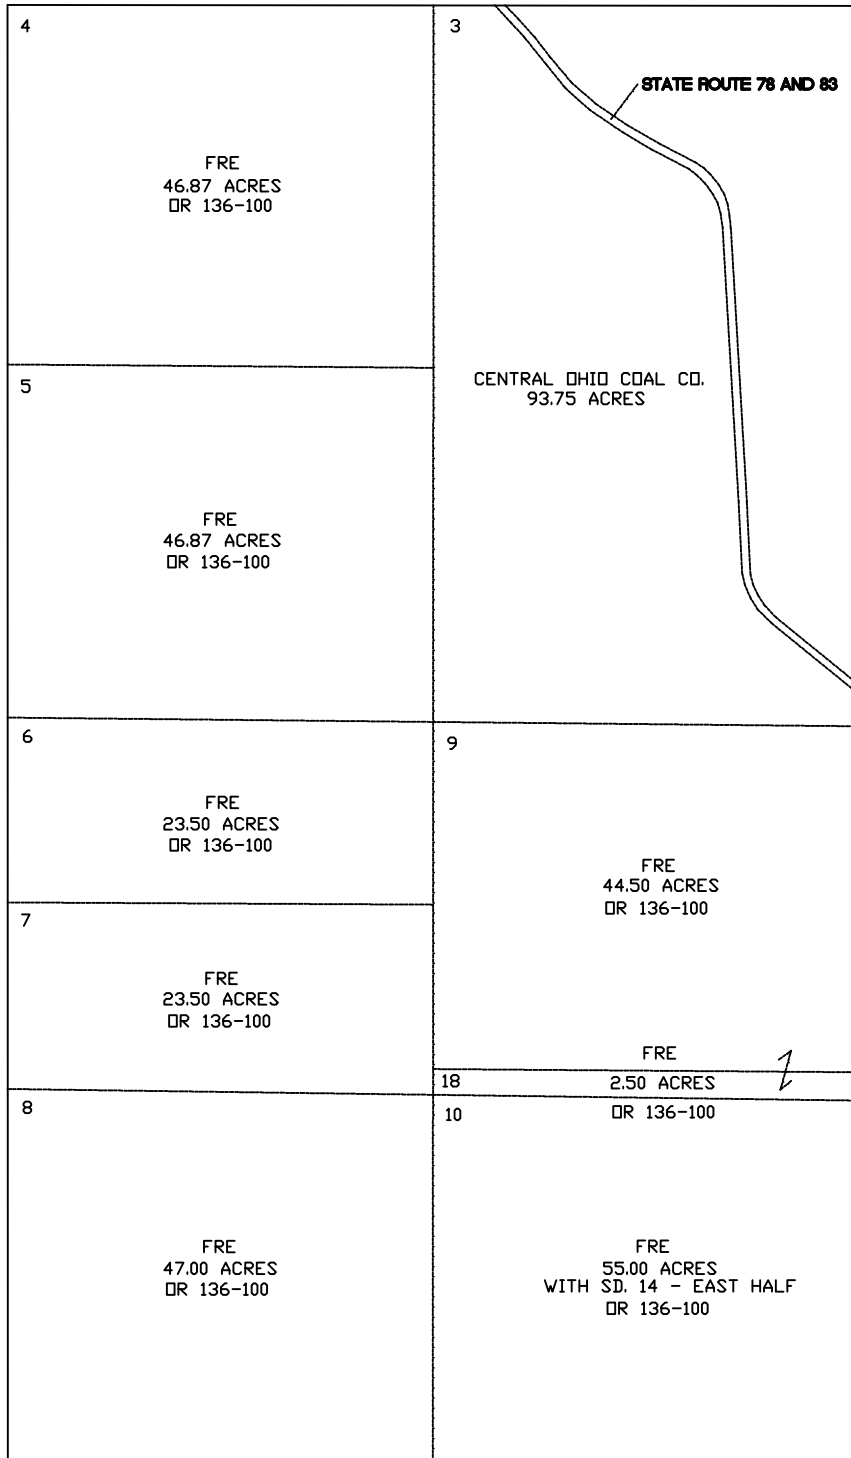 4
FRE
46.87 ACRES
OR 136-100
3
STATE ROUTE 78 AND 83
CENTRAL OHIO COAL CO.
93.75 ACRES
5
FRE
46.87 ACRES
OR 136-100
6
FRE
23.50 ACRES
OR 136-100
9
FRE
44.50 ACRES
OR 136-100
7
FRE
23.50 ACRES
OR 136-100
18
FRE
2.50 ACRES
OR 136-100
8
FRE
47.00 ACRES
OR 136-100
10
FRE
55.00 ACRES
WITH SD. 14 - EAST HALF
OR 136-100